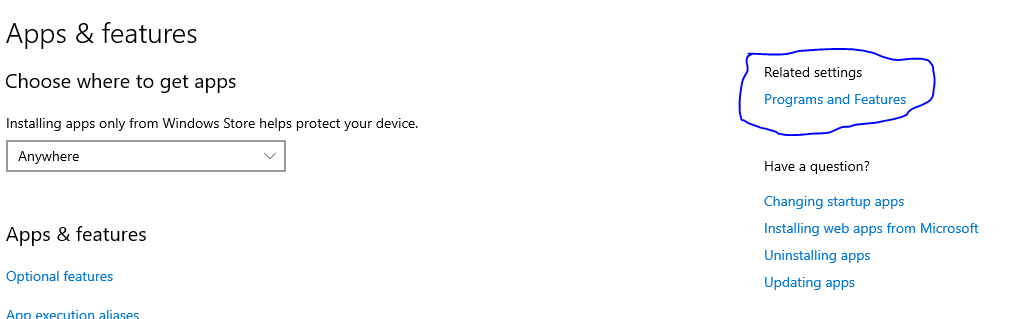 Apps & features
Choose where to get apps
Installing apps only from Windows Store helps protect your device.
Anywhere
Apps & features
Optional features
App execution aliases
Related settings
Programs and Features
Have a question?
Changing startup apps
Installing web apps from Microsoft
Uninstalling apps
Updating apps